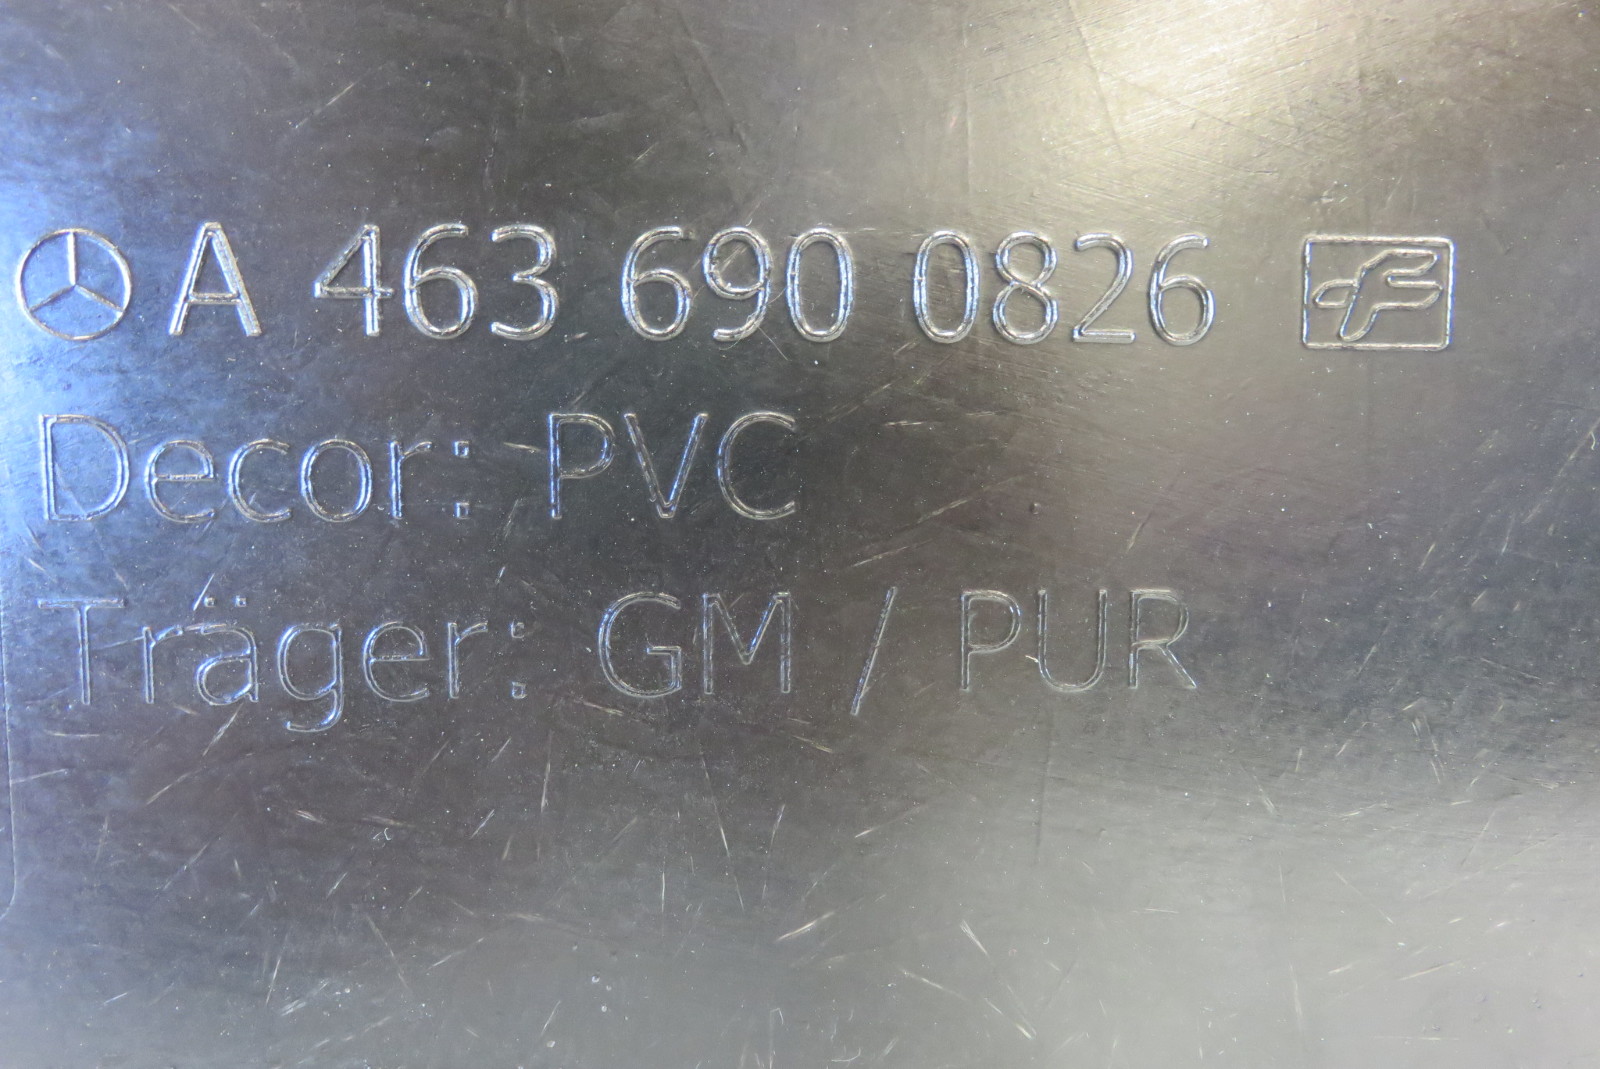 A 463 690 0826
Decor: PVC
Träger: GM / PUR